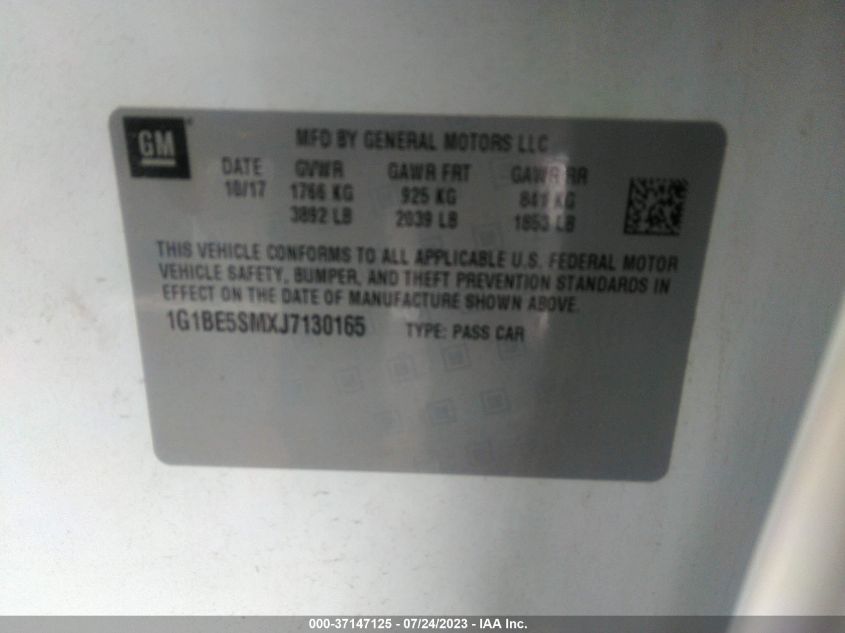 GM
MFD BY GENERAL MOTORS LLC
DATE GVWR GAWR FRT GAWR RR
10/17 1766 KG 925 KG 841 KG
3892 LB 2039 LB 1853 LB
THIS VEHICLE CONFORMS TO ALL APPLICABLE U.S. FEDERAL MOTOR
VEHICLE SAFETY, BUMPER, AND THEFT PREVENTION STANDARDS IN
EFFECT ON THE DATE OF MANUFACTURE SHOWN ABOVE.
1G1BE5SMXJ7130165 TYPE: PASS CAR
000-37147125 - 07/24/2023 - IAA Inc.